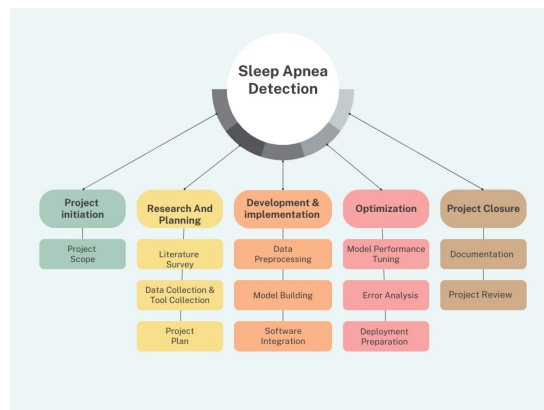 Sleep Apnea
Detection
Project
initiation
Research And
Planning
Development &
implementation
Optimization
Project Closure
Project
Scope
Literature
Survey
Data
Preprocessing
Model Performance
Tuning
Documentation
Data Collection &
Tool Collection
Model Building
Error Analysis
Project Review
Project
Plan
Software
Integration
Deployment
Preparation